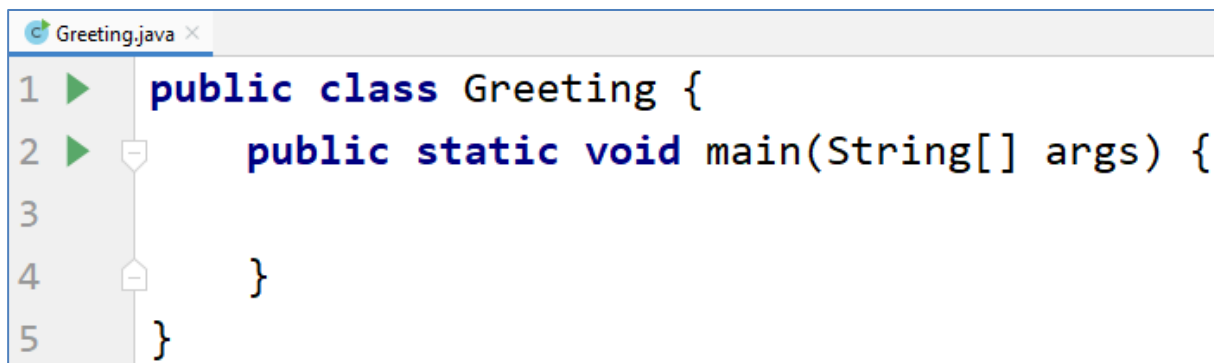 Greeting.java
1 public class Greeting {
2 public static void main(String[] args) {
3
4 }
5 }